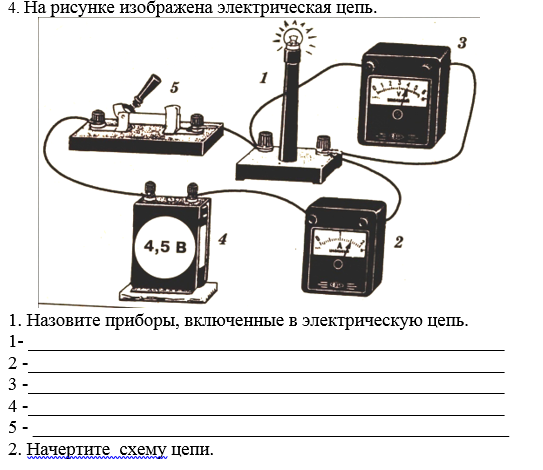 4. На рисунке изображена электрическая цепь.
3
5
1
V
4,5 В
4
A
2
1. Назовите приборы, включенные в электрическую цепь.
1-
2 -
3 -
4 -
5 -
2. Начертите схему цепи.